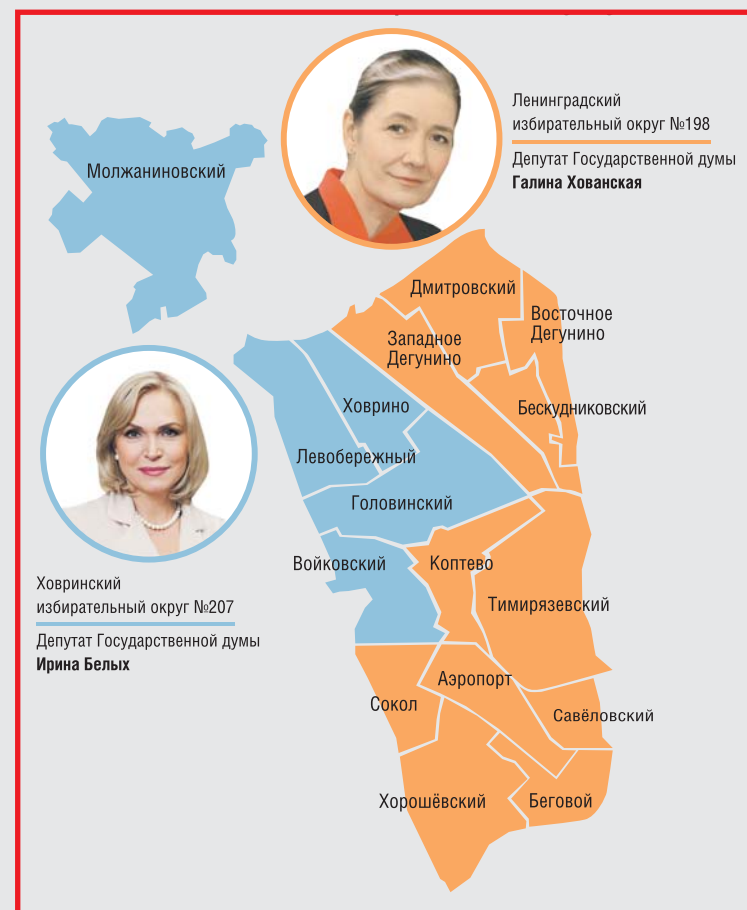 Ленинградский
избирательный округ №198
Депутат Государственной думы
Галина Хованская
Молжаниновский
Дмитровский
Восточное
Дегунино
Западное
Дегунино
Бескудниковский
Ховрино
Левобережный
Головинский
Войковский
Коптево
Тимирязевский
Ховринский
избирательный округ №207
Депутат Государственной думы
Ирина Белых
Аэропорт
Сокол
Савёловский
Хорошёвский
Беговой